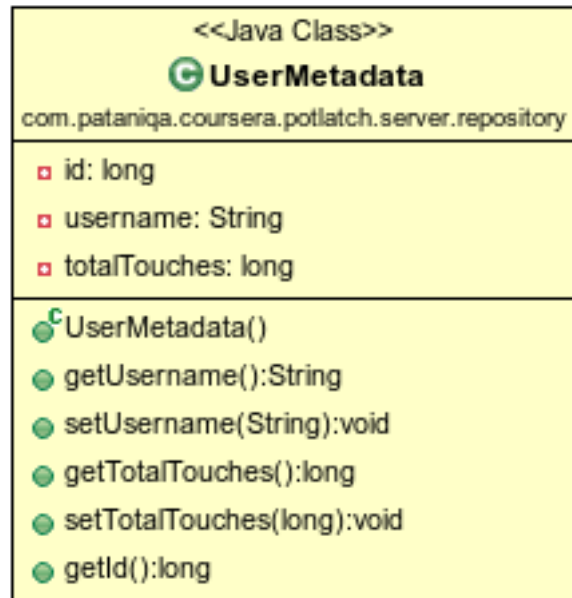 <<Java Class>>
C UserMetadata
com.pataniqa.coursera.potlatch.server.repository
id: long
username: String
totalTouches: long
C UserMetadata()
getUsername():String
setUsername(String):void
getTotalTouches():long
setTotalTouches(long):void
getId():long